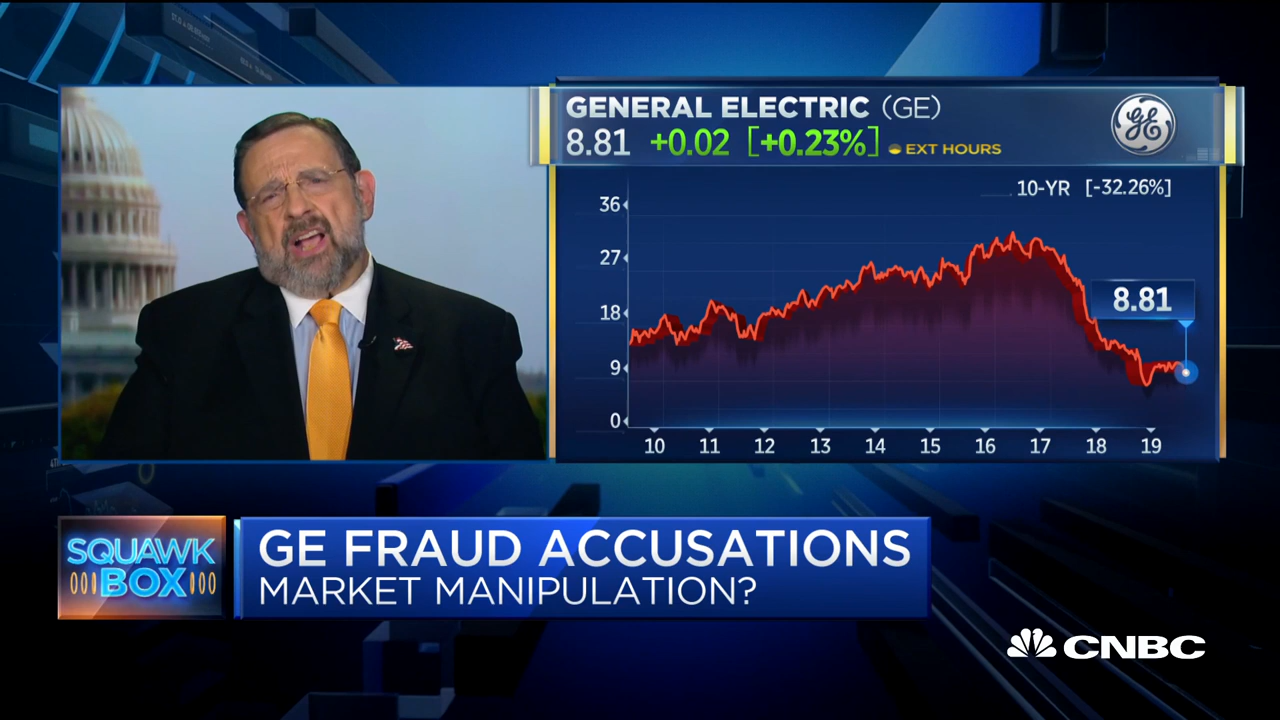 GENERAL ELECTRIC (GE)
8.81 +0.02 [+0.23%] EXT HOURS
GE
10-YR [-32.26%]
36
27
18
9
0
8.81
10 11 12 13 14 15 16 17 18 19
SQUAWK
BOX
GE FRAUD ACCUSATIONS
MARKET MANIPULATION?
CNBC